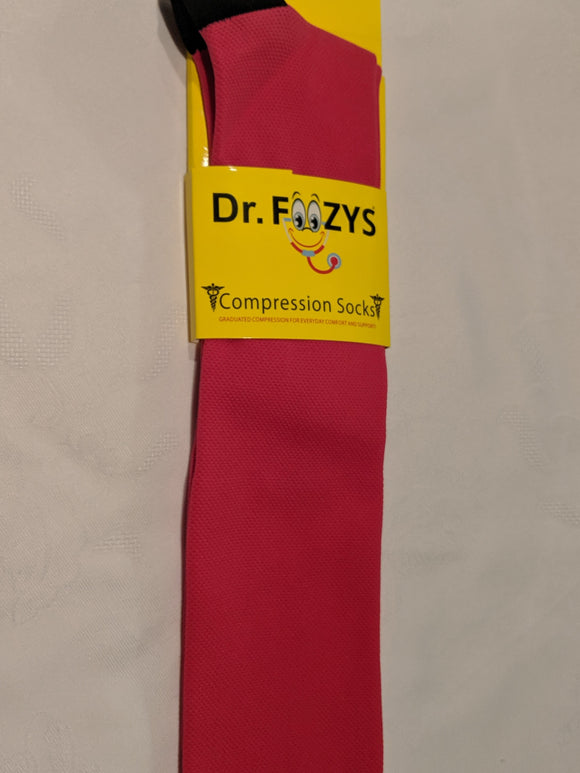 Dr. FOOZYS
Compression Socks
GRADUATED COMPRESSION FOR EVERYDAY COMFORT AND SUPPORT!